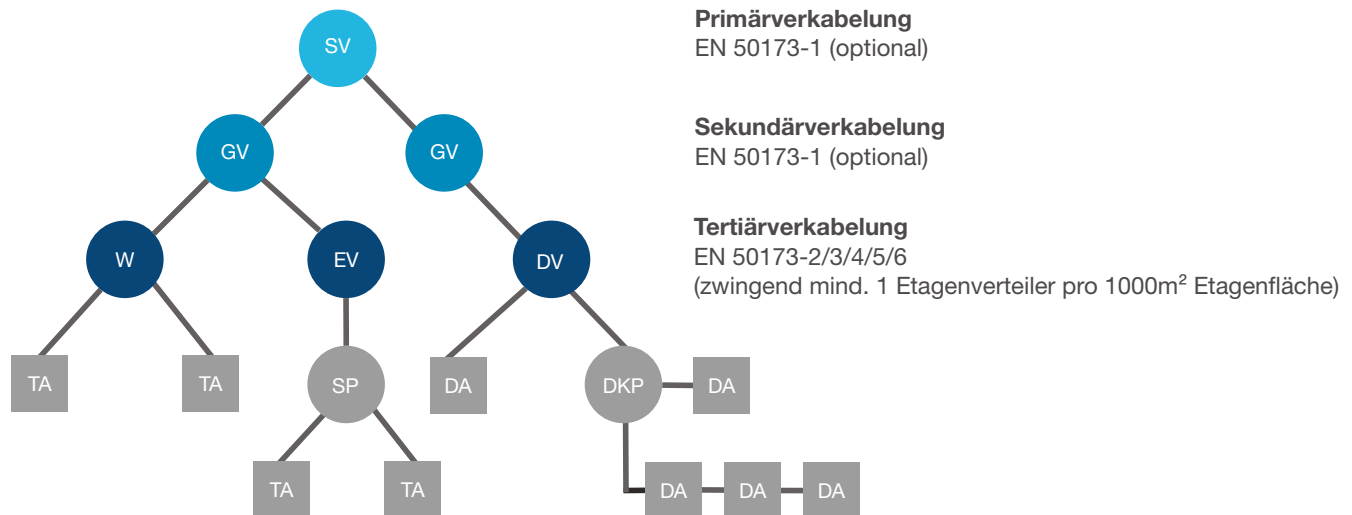 SV
Primärverkabelung
EN 50173-1 (optional)
GV
GV
Sekundärverkabelung
EN 50173-1 (optional)
W
EV
DV
Tertiärverkabelung
EN 50173-2/3/4/5/6
(zwingend mind. 1 Etagenverteiler pro 1000m² Etagenfläche)
TA
TA
SP
DA
DKP
DA
TA
TA
DA
DA
DA